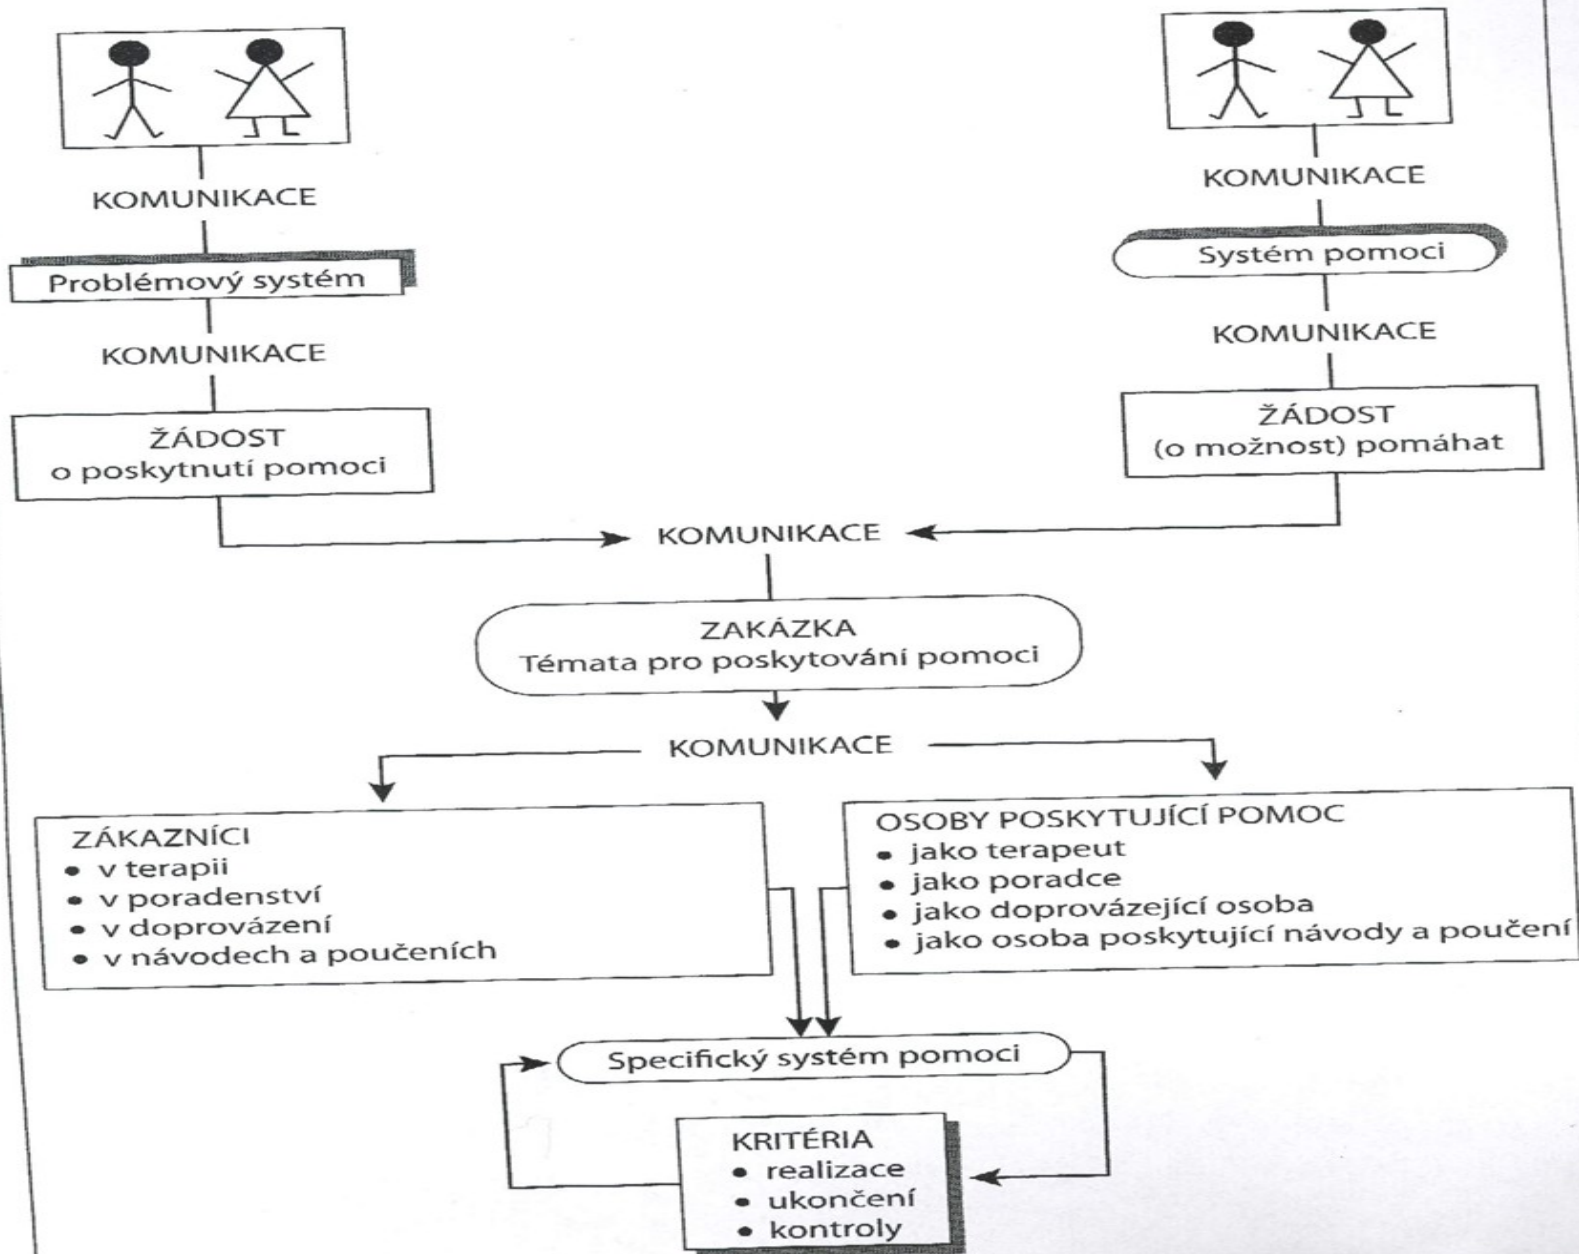 KOMUNIKACE
Problémový systém
KOMUNIKACE
ŽÁDOST
o poskytnutí pomoci
KOMUNIKACE
Systém pomoci
KOMUNIKACE
ŽÁDOST
(o možnost) pomáhat
KOMUNIKACE
ZAKÁZKA
Témata pro poskytování pomoci
KOMUNIKACE
ZÁKAZNÍCI
• v terapii
• v poradenství
• v doprovázení
• v návodech a poučeních
OSOBY POSKYTUJÍCÍ POMOC
• jako terapeut
• jako poradce
• jako doprovázející osoba
• jako osoba poskytující návody a poučení
Specifický systém pomoci
KRITÉRIA
• realizace
• ukončení
• kontroly